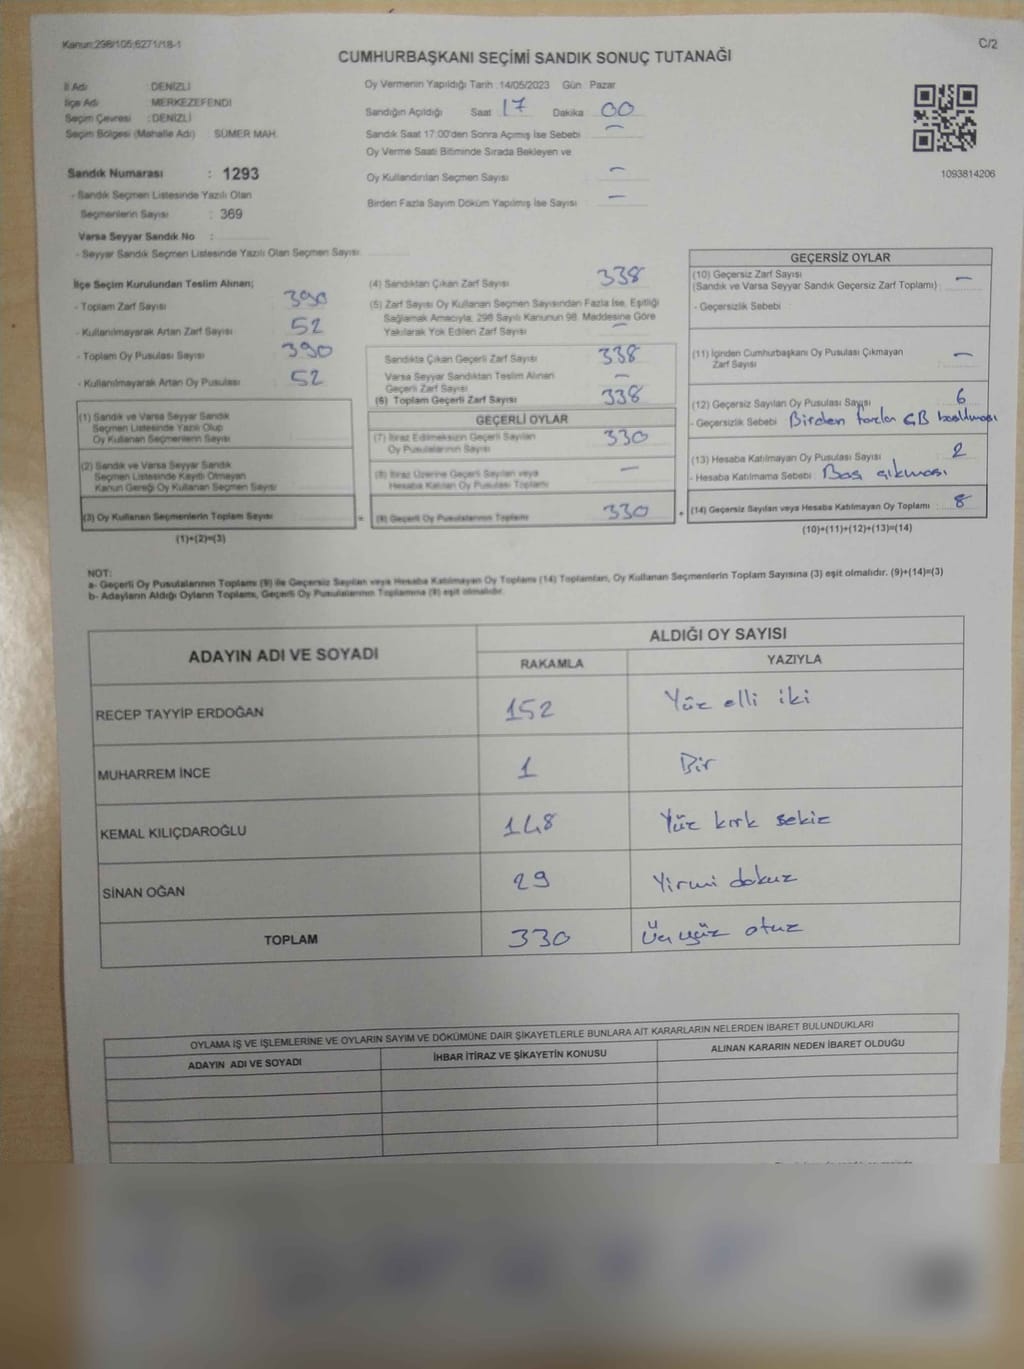 Kanun:298/105;6271/18-1
C/2
CUMHURBAŞKANI SEÇİMİ SANDIK SONUÇ TUTANAĞI
İl Adı : DENİZLİ
İlçe Adı : MERKEZEFENDİ
Seçim Çevresi : DENİZLİ
Seçim Bölgesi (Mahalle Adı) SÜMER MAH.
Sandık Numarası : 1293
- Sandık Seçmen Listesinde Yazılı Olan
Seçmenlerin Sayısı : 369
Varsa Seyyar Sandık No :
- Seyyar Sandık Seçmen Listesinde Yazılı Olan Seçmen Sayısı:
Oy Vermenin Yapıldığı Tarih : 14/05/2023 Gün : Pazar
Sandığın Açıldığı Saat 17 Dakika 00
Sandık Saat 17:00'den Sonra Açımış İse Sebebi —
Oy Verme Saati Bitiminde Sırada Bekleyen ve
Oy Kullandırılan Seçmen Sayısı —
Birden Fazla Sayım Döküm Yapılmış İse Sayısı —
1093814206
İlçe Seçim Kurulundan Teslim Alınan;
- Toplam Zarf Sayısı 390
- Kullanılmayarak Artan Zarf Sayısı 52
- Toplam Oy Pusulası Sayısı 390
- Kullanılmayarak Artan Oy Pusulası 52
(1) Sandık ve Varsa Seyyar Sandık
Seçmen Listesinde Yazılı Olup
Oy Kullanan Seçmenlerin Sayısı
(2) Sandık ve Varsa Seyyar Sandık
Seçmen Listesinde Kayıtlı Olmayan
Kanun Gereği Oy Kullanan Seçmen Sayısı
(3) Oy Kullanan Seçmenlerin Toplam Sayısı =
(1)+(2)=(3)
(4) Sandıktan Çıkan Zarf Sayısı 338
(5) Zarf Sayısı Oy Kullanan Seçmen Sayısından Fazla İse, Eşitliği
Sağlamak Amacıyla, 298 Sayılı Kanunun 98. Maddesine Göre
Yakılarak Yok Edilen Zarf Sayısı —
Sandıkta Çıkan Geçerli Zarf Sayısı 338
Varsa Seyyar Sandıktan Teslim Alınan
Geçerli Zarf Sayısı —
(6) Toplam Geçerli Zarf Sayısı 338
GEÇERLİ OYLAR
(7) İtiraz Edilmeksizin Geçerli Sayılan
Oy Pusulalarının Sayısı 330
(8) İtiraz Üzerine Geçerli Sayılan veya
Hesaba Katılan Oy Pusulası Toplamı —
(9) Geçerli Oy Pusulalarının Toplamı 330 +
GEÇERSİZ OYLAR
(10) Geçersiz Zarf Sayısı
(Sandık ve Varsa Seyyar Sandık Geçersiz Zarf Toplamı) : —
- Geçersizlik Sebebi :
(11) İçinden Cumhurbaşkanı Oy Pusulası Çıkmayan
Zarf Sayısı —
(12) Geçersiz Sayılan Oy Pusulası Sayısı 6
- Geçersizlik Sebebi Birden fazla CB basılması
(13) Hesaba Katılmayan Oy Pusulası Sayısı 2
- Hesaba Katılmama Sebebi Boş çıkması
(14) Geçersiz Sayılan veya Hesaba Katılmayan Oy Toplamı 8
(10)+(11)+(12)+(13)=(14)
NOT:
a- Geçerli Oy Pusulalarının Toplamı (9) ile Geçersiz Sayılan veya Hesaba Katılmayan Oy Toplamı (14) Toplamları, Oy Kullanan Seçmenlerin Toplam Sayısına (3) eşit olmalıdır. (9)+(14)=(3)
b- Adayların Aldığı Oyların Toplamı, Geçerli Oy Pusulalarının Toplamına (9) eşit olmalıdır.
ADAYIN ADI VE SOYADI
ALDIĞI OY SAYISI
RAKAMLA YAZIYLA
RECEP TAYYİP ERDOĞAN 152 Yüz elli iki
MUHARREM İNCE 1 Bir
KEMAL KILIÇDAROĞLU 148 Yüz kırk sekiz
SİNAN OĞAN 29 Yirmi dokuz
TOPLAM 330 Üç yüz otuz
OYLAMA İŞ VE İŞLEMLERİNE VE OYLARIN SAYIM VE DÖKÜMÜNE DAİR ŞİKAYETLERLE BUNLARA AİT KARARLARIN NELERDEN İBARET BULUNDUKLARI
ADAYIN ADI VE SOYADI İHBAR İTİRAZ VE ŞİKAYETİN KONUSU ALINAN KARARIN NEDEN İBARET OLDUĞU